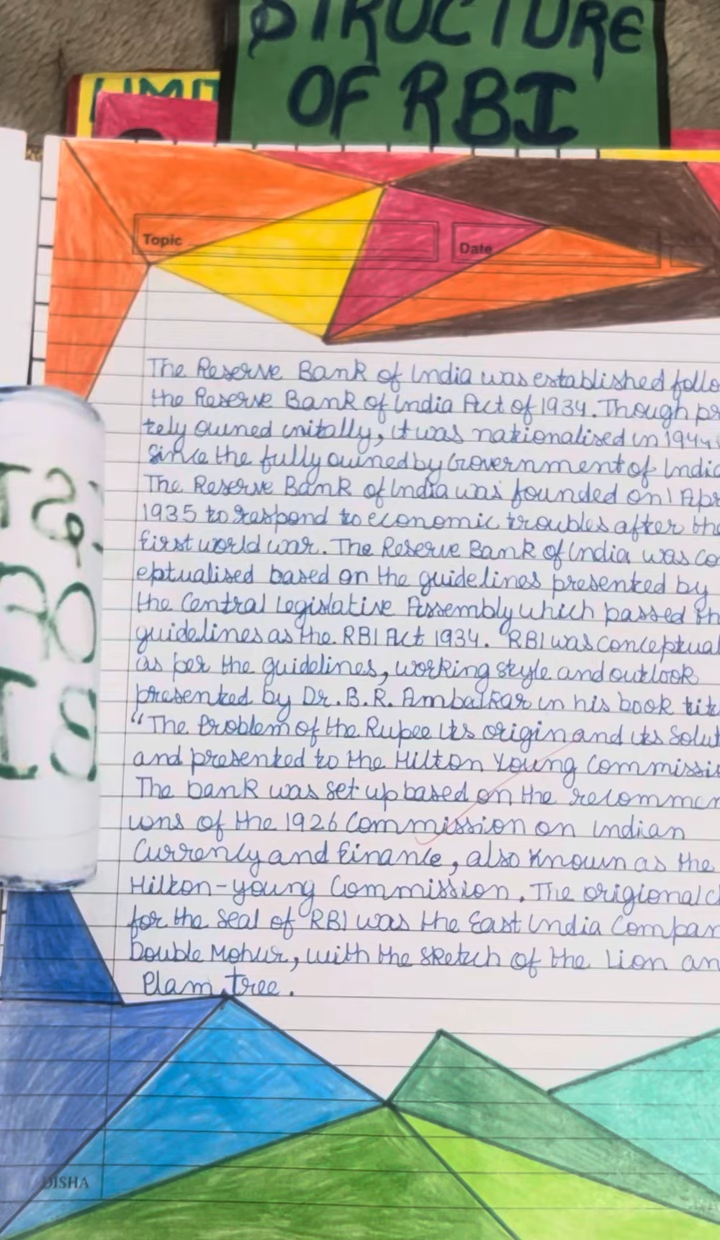 STRUCTURE
OF RBI
LIMIT
Topic
Date
The Reserve Bank of India was established follo
the Reserve Bank of India Act of 1934. Though pr
tely owned initally, it was nationalised in 194
Since the fully owned by Government of Indi
The Reserve Bank of India was founded on 1 Apr
1935 to respond to economic troubles after the
first world war. The Reserve Bank of India was co
eptualised based on the guidelines presented by
the Central Legislative Assembly which passed th
guidelines as the RBI Act 1934. RBI was conceptual
as per the guidelines, working style and outlook
presented by Dr. B.R. Ambalkar in his book tit
"The Problem of the Rupee its origin and its Solut
and presented to the Hilton Young Commissi
The bank was set up based on the recommen
ions of the 1926 Commission on Indian
Currency and finance, also known as the
Hilton-young Commission. The origional c
for the seal of RBI was the East India Compan
Double Mohur, with the sketch of the Lion an
Plam tree.
DISHA